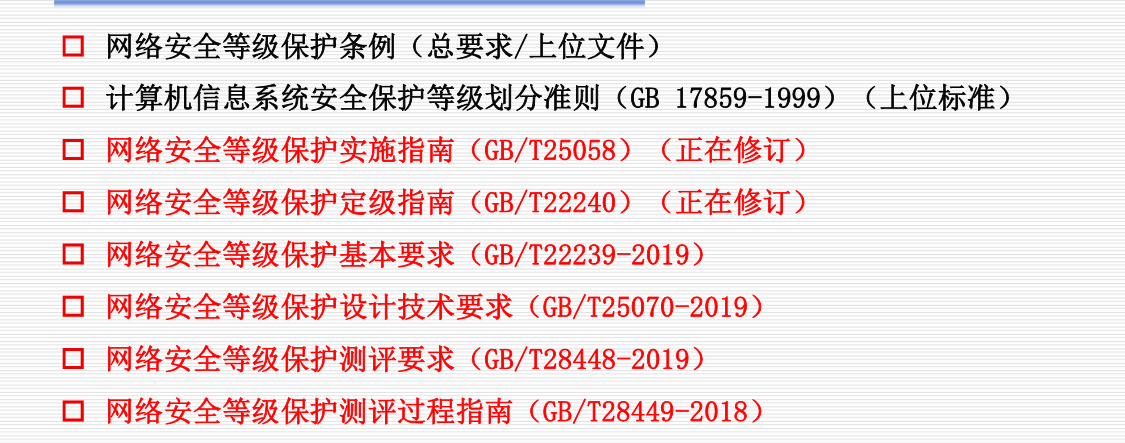 网络安全等级保护条例（总要求/上位文件）
计算机信息系统安全保护等级划分准则（GB 17859-1999）（上位标准）
网络安全等级保护实施指南（GB/T25058）（正在修订）
网络安全等级保护定级指南（GB/T22240）（正在修订）
网络安全等级保护基本要求（GB/T22239-2019）
网络安全等级保护设计技术要求（GB/T25070-2019）
网络安全等级保护测评要求（GB/T28448-2019）
网络安全等级保护测评过程指南（GB/T28449-2018）